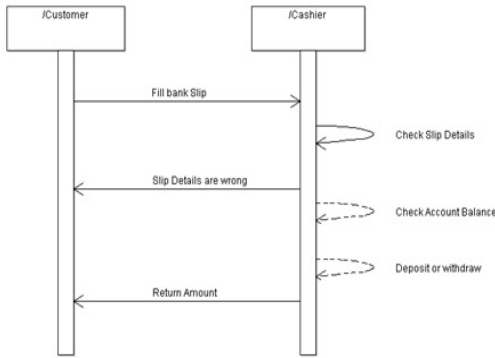 /Customer
/Cashier
Fill bank Slip
Check Slip Details
Slip Details are wrong
Check Account Balance
Deposit or withdraw
Return Amount